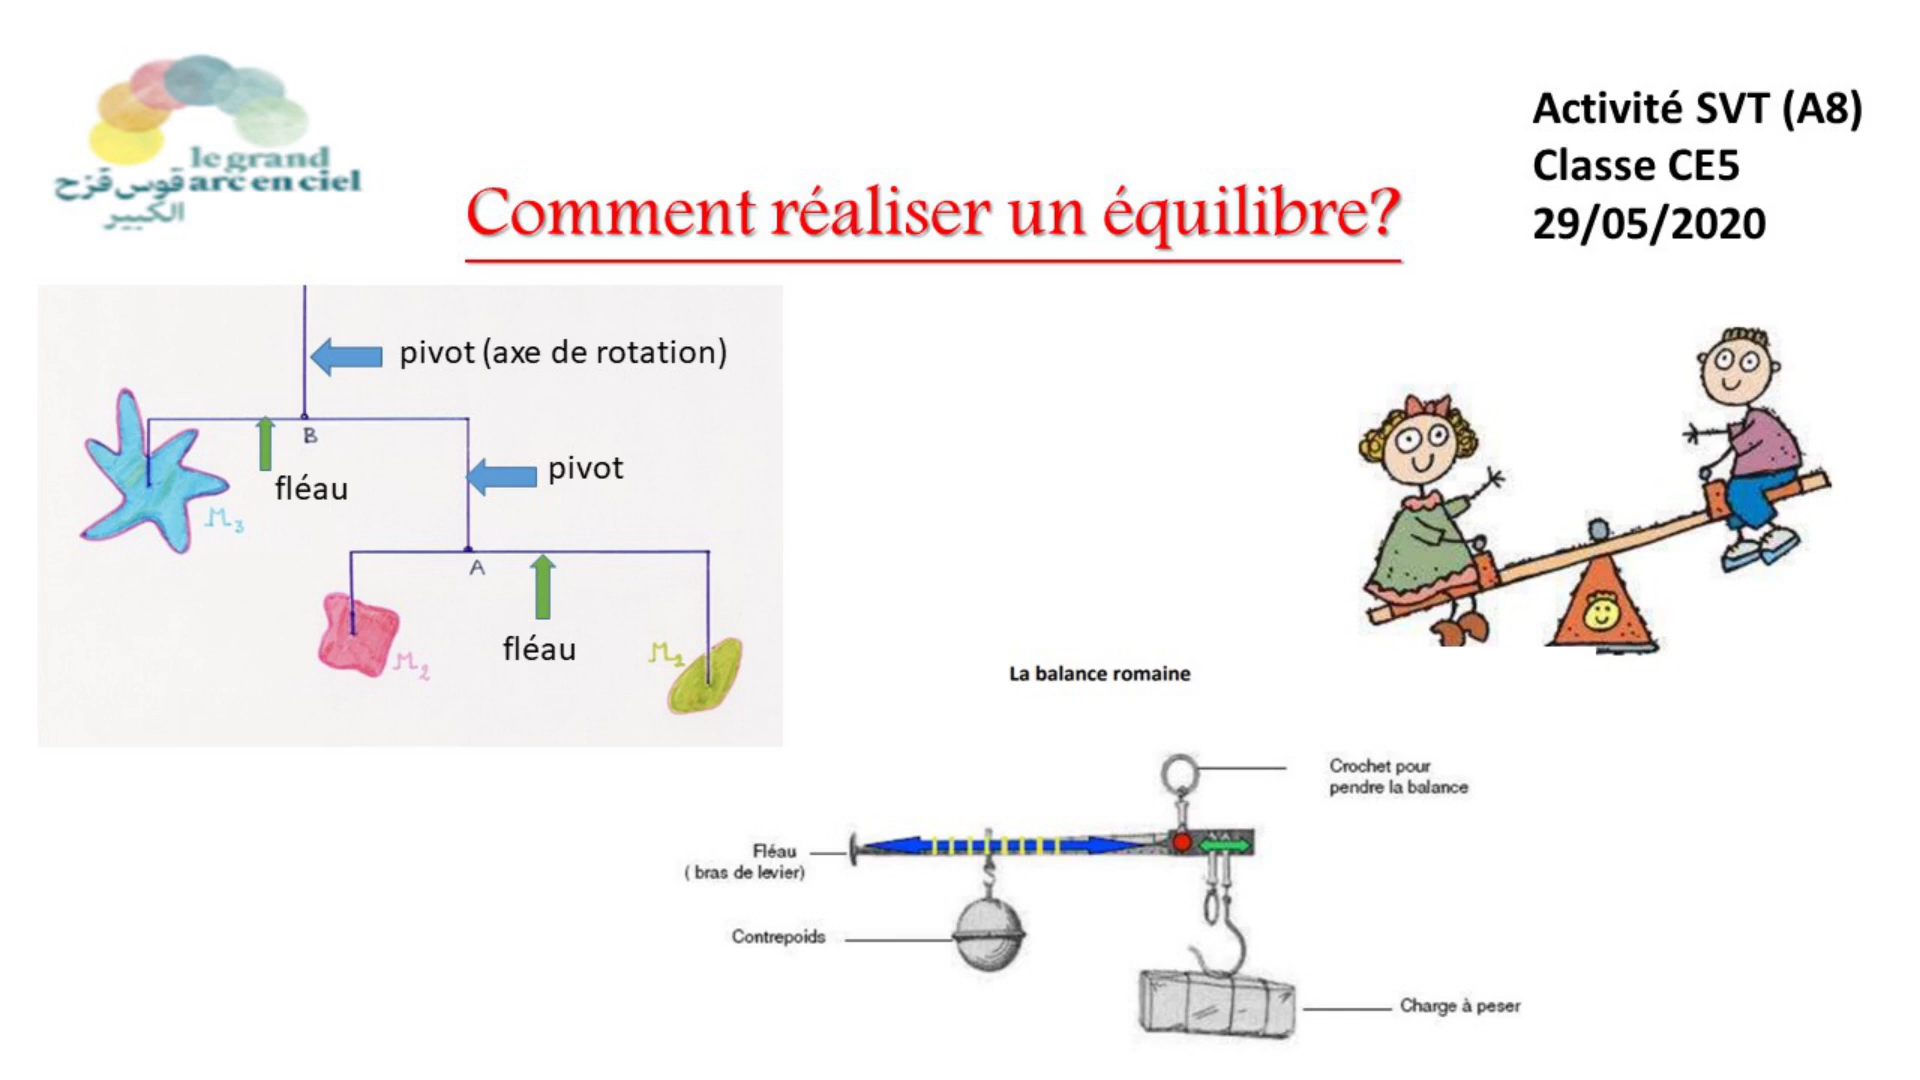 le grand
arc en ciel
قوس قزح
الكبير
Activité SVT (A8)
Classe CE5
29/05/2020
Comment réaliser un équilibre?
pivot (axe de rotation)
B
fléau
pivot
M3
A
fléau
M2
M1
La balance romaine
Crochet pour
pendre la balance
Fléau
( bras de levier)
Contrepoids
Charge à peser